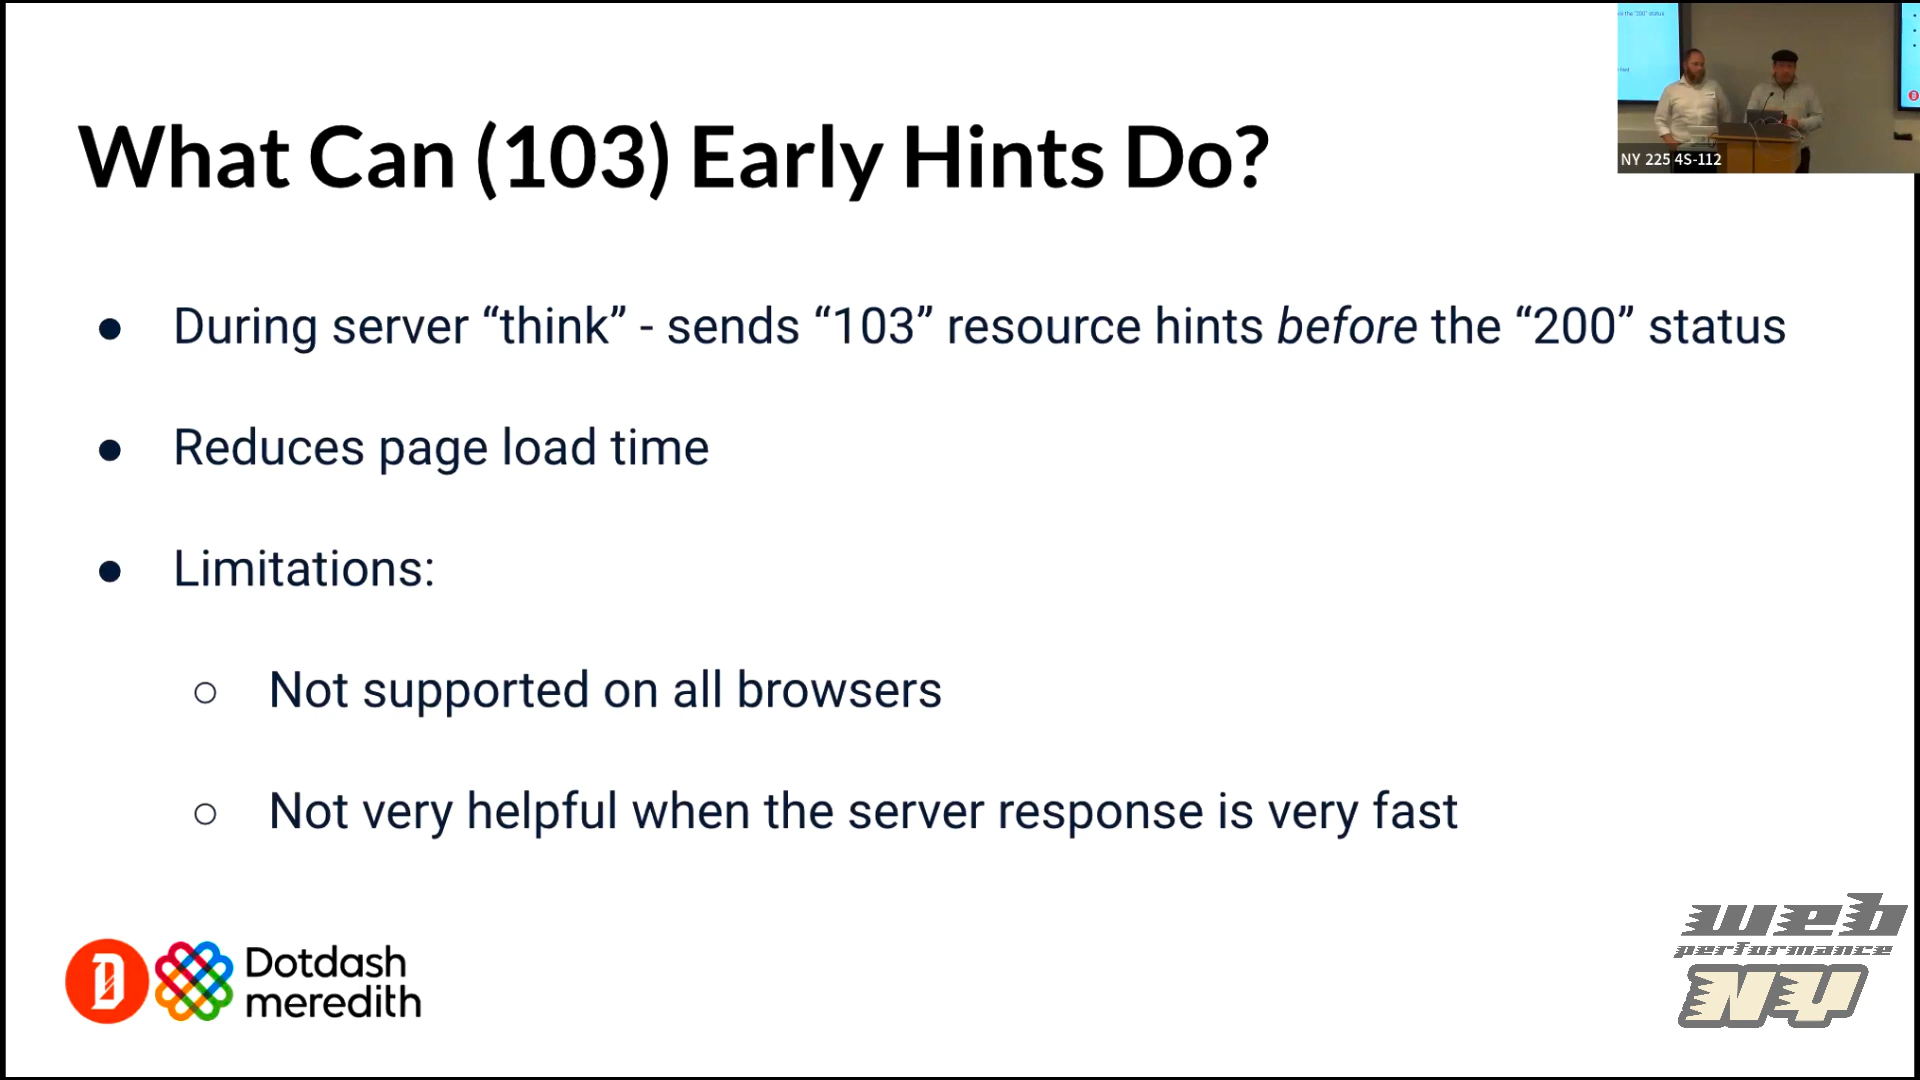 What Can (103) Early Hints Do?
● During server “think” - sends “103” resource hints before the “200” status
● Reduces page load time
● Limitations:
○ Not supported on all browsers
○ Not very helpful when the server response is very fast
NY 225 4S-112
Dotdash
meredith
web
performance
NY